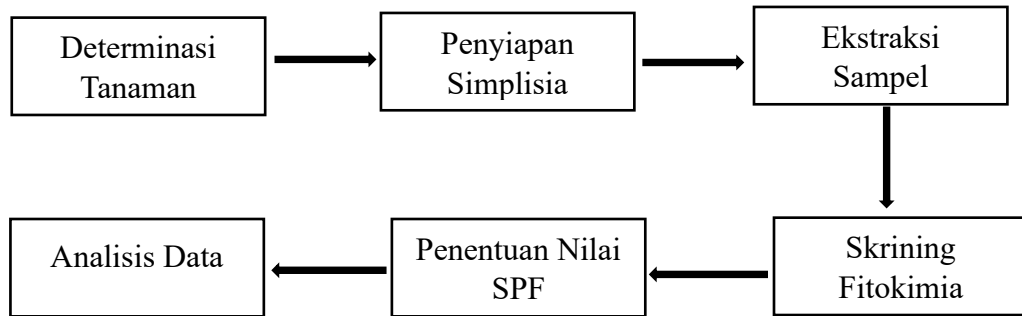 Determinasi
Tanaman
Penyiapan
Simplisia
Ekstraksi
Sampel
Skrining
Fitokimia
Penentuan Nilai
SPF
Analisis Data